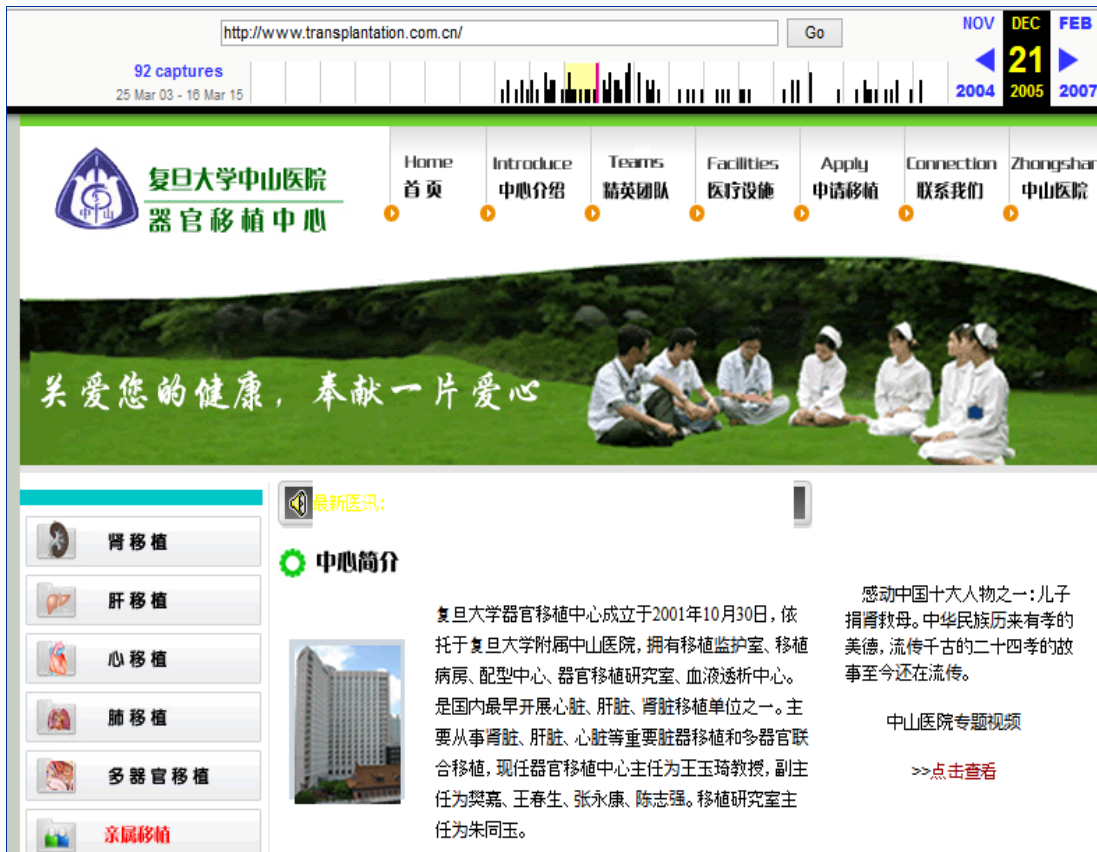 http://www.transplantation.com.cn/
Go
NOV DEC FEB
92 captures
21
25 Mar 03 - 16 Mar 15
2004 2005 2007
Home Introduce Teams Facilities Apply Connection Zhongshan
首页 中心介绍 精英团队 医疗设施 申请移植 联系我们 中山医院
复旦大学中山医院
器官移植中心
中山
关爱您的健康，奉献一片爱心
最新医讯:
肾移植
肝移植
心移植
肺移植
多器官移植
亲属移植
中心简介
复旦大学器官移植中心成立于2001年10月30日，依
托于复旦大学附属中山医院，拥有移植监护室、移植
病房、配型中心、器官移植研究室、血液透析中心。
是国内最早开展心脏、肝脏、肾脏移植单位之一。主
要从事肾脏、肝脏、心脏等重要脏器移植和多器官联
合移植，现任器官移植中心主任为王玉琦教授，副主
任为樊嘉、王春生、张永康、陈志强。移植研究室主
任为朱同玉。
感动中国十大人物之一：儿子
捐肾救母。中华民族历来有孝的
美德，流传千古的二十四孝的故
事至今还在流传。
中山医院专题视频
>>点击查看